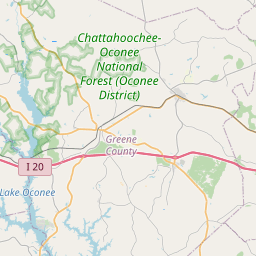 Chattahoochee-
Oconee
National
Forest (Oconee
District)
Greene
County
I 20
Lake Oconee